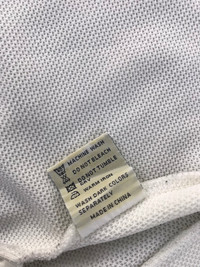 MACHINE WASH
DO NOT BLEACH
DO NOT TUMBLE
DRY
WARM IRON
WASH DARK COLORS
SEPARATELY
MADE IN CHINA